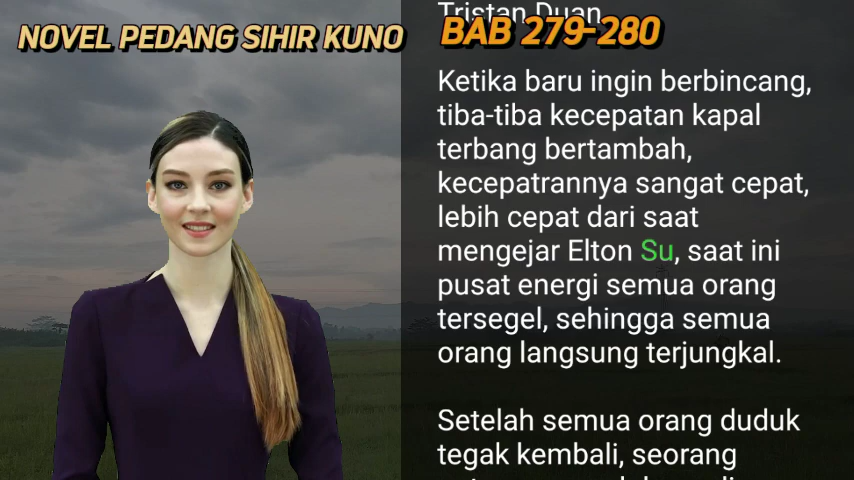 NOVEL PEDANG SIHIR KUNO
Tristan Duan
BAB 279-280
Ketika baru ingin berbincang,
tiba-tiba kecepatan kapal
terbang bertambah,
kecepatrannya sangat cepat,
lebih cepat dari saat
mengejar Elton Su, saat ini
pusat energi semua orang
tersegel, sehingga semua
orang langsung terjungkal.
Setelah semua orang duduk
tegak kembali, seorang